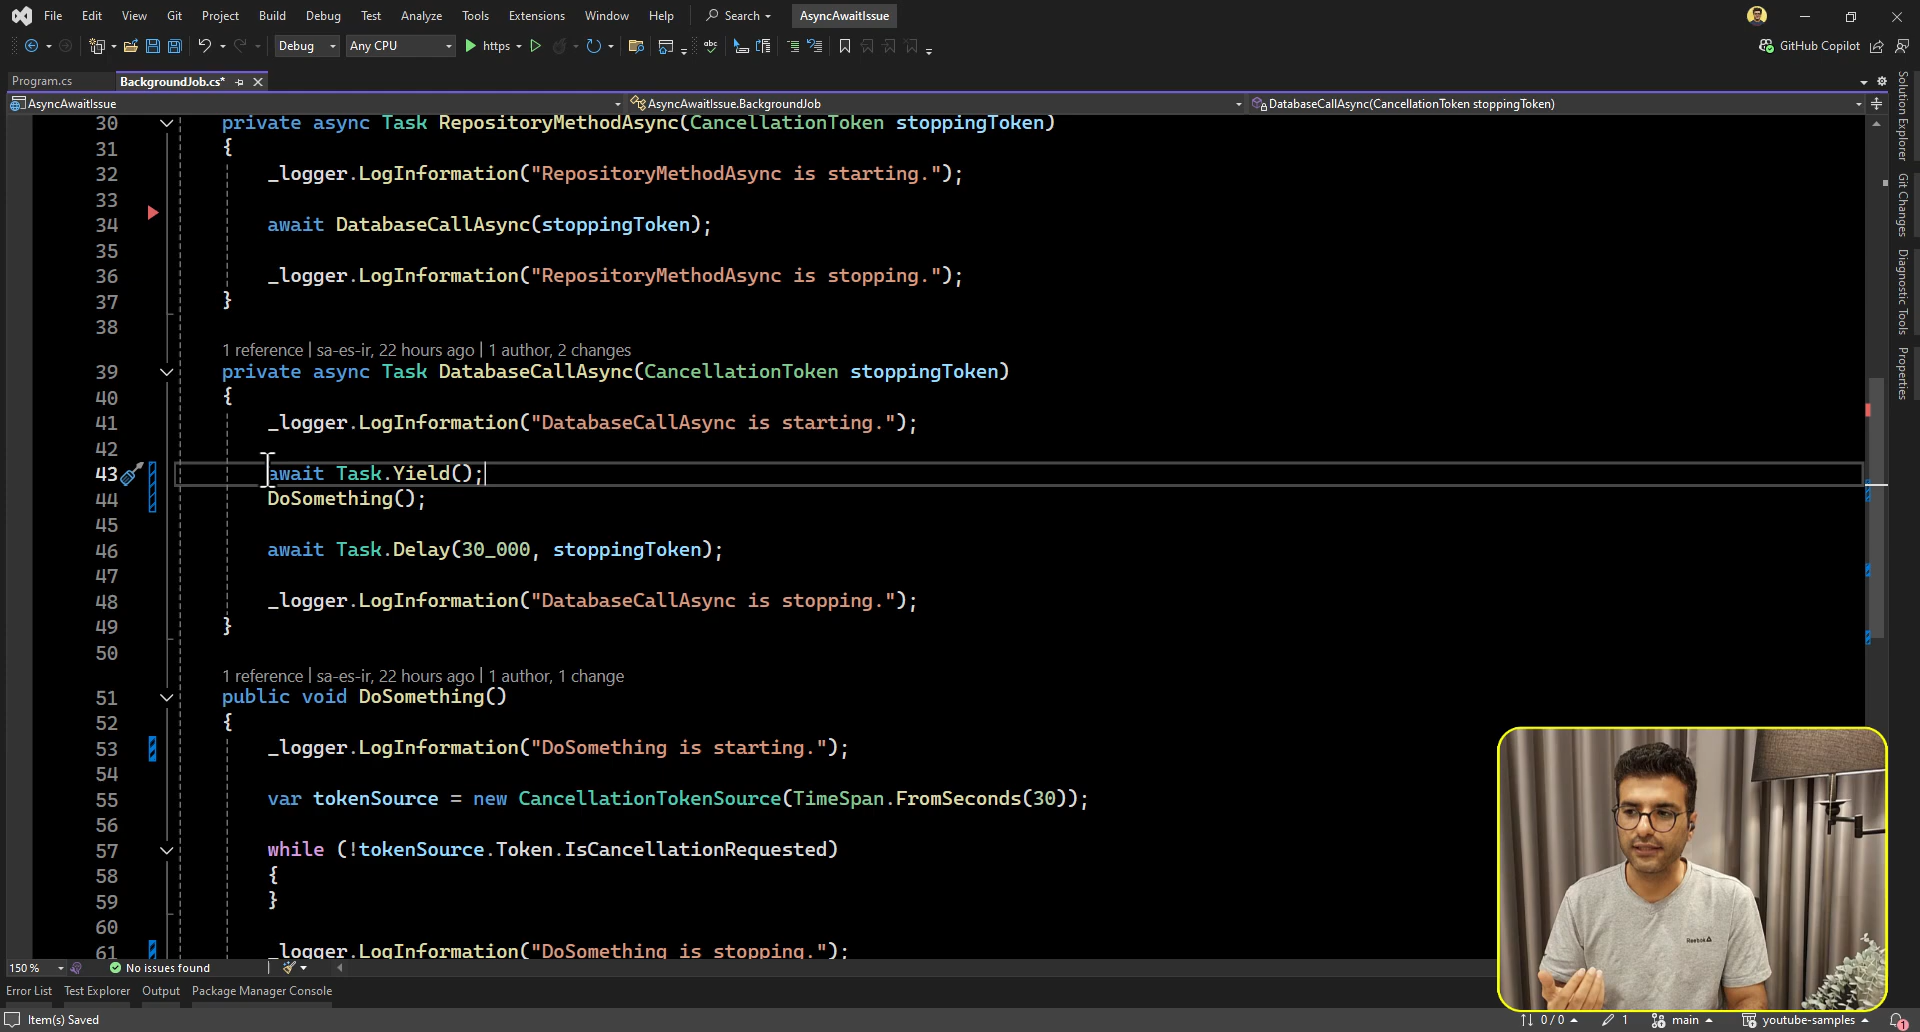 File Edit View Git Project Build Debug Test Analyze Tools Extensions Window Help Search AsyncAwaitIssue
Debug Any CPU https GitHub Copilot
Program.cs BackgroundJob.cs*
AsyncAwaitIssue AsyncAwaitIssue.BackgroundJob DatabaseCallAsync(CancellationToken stoppingToken)
30 private async Task RepositoryMethodAsync(CancellationToken stoppingToken)
31 {
32 _logger.LogInformation("RepositoryMethodAsync is starting.");
33
34 await DatabaseCallAsync(stoppingToken);
35
36 _logger.LogInformation("RepositoryMethodAsync is stopping.");
37 }
38
1 reference | sa-es-ir, 22 hours ago | 1 author, 2 changes
39 private async Task DatabaseCallAsync(CancellationToken stoppingToken)
40 {
41 _logger.LogInformation("DatabaseCallAsync is starting.");
42
43 await Task.Yield();
44 DoSomething();
45
46 await Task.Delay(30_000, stoppingToken);
47
48 _logger.LogInformation("DatabaseCallAsync is stopping.");
49 }
50
1 reference | sa-es-ir, 22 hours ago | 1 author, 1 change
51 public void DoSomething()
52 {
53 _logger.LogInformation("DoSomething is starting.");
54
55 var tokenSource = new CancellationTokenSource(TimeSpan.FromSeconds(30));
56
57 while (!tokenSource.Token.IsCancellationRequested)
58 {
59 }
60
61 _logger.LogInformation("DoSomething is stopping.");
Solution Explorer
Git Changes
Diagnostic Tools
Properties
Reebok
150 % No issues found
Error List Test Explorer Output Package Manager Console
Item(s) Saved 0 / 0 1 main youtube-samples 1